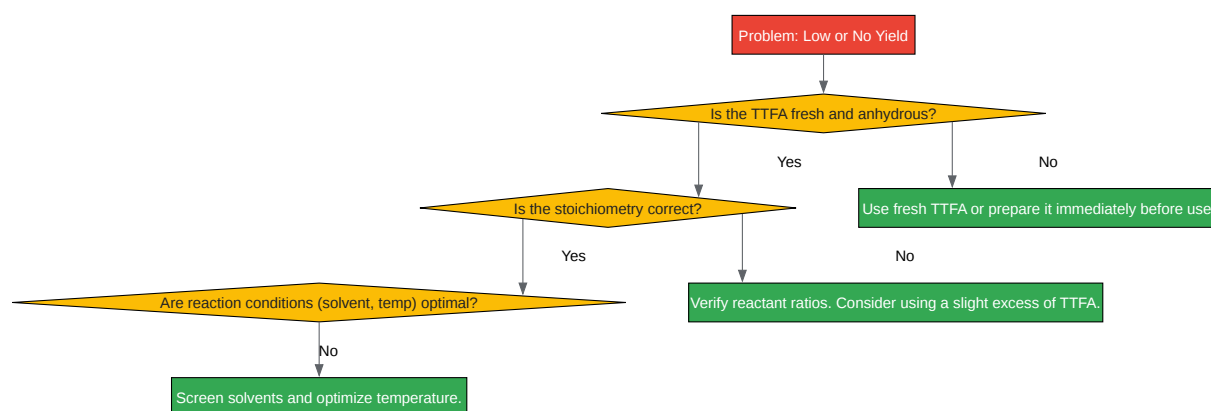 Problem: Low or No Yield
Is the TTFA fresh and anhydrous?
Yes
No
Is the stoichiometry correct?
Use fresh TTFA or prepare it immediately before use
Yes
No
Are reaction conditions (solvent, temp) optimal?
Verify reactant ratios. Consider using a slight excess of TTFA.
No
Screen solvents and optimize temperature.